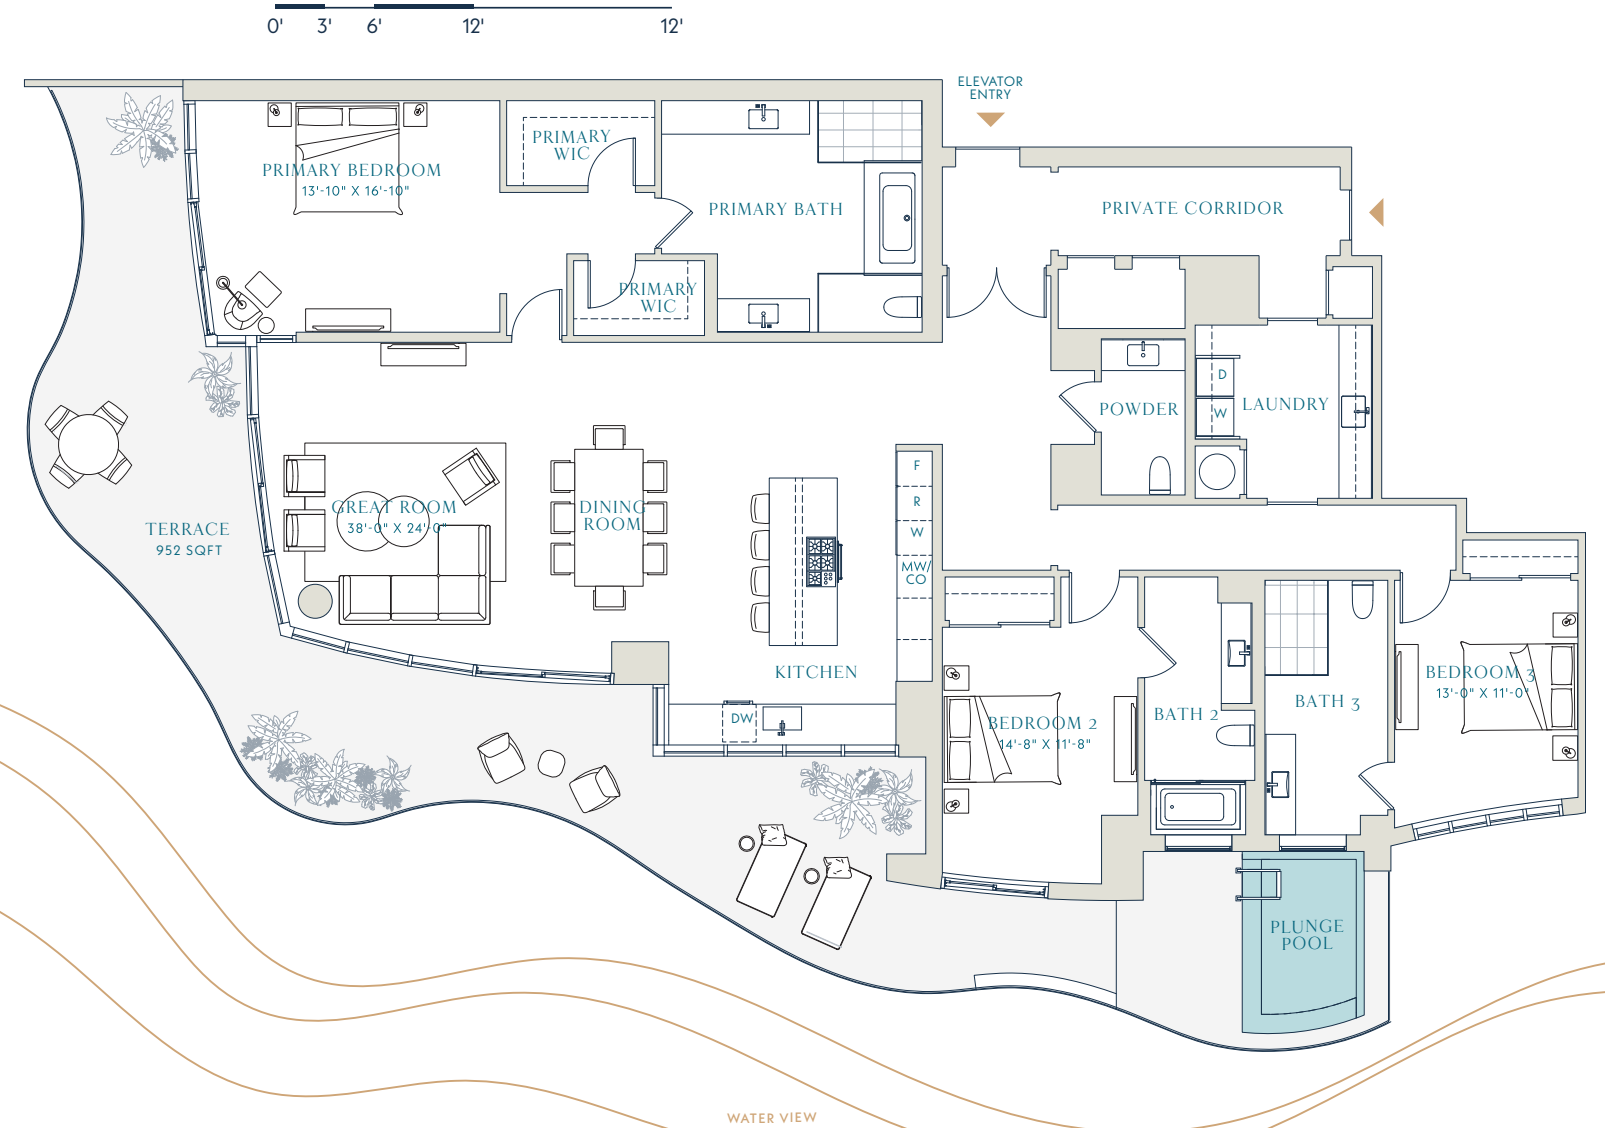 0' 3' 6' 12' 12'
ELEVATOR
ENTRY
PRIMARY
WIC
PRIMARY BEDROOM
13'-10" X 16'-10"
PRIMARY BATH
PRIVATE CORRIDOR
PRIMARY
WIC
D
W
LAUNDRY
POWDER
F
R
W
MW/
CO
GREAT ROOM
38'-0" X 24'-0"
DINING
ROOM
TERRACE
952 SQFT
KITCHEN
DW
BEDROOM 2
14'-8" X 11'-8"
BATH 2
BATH 3
BEDROOM 3
13'-0" X 11'-0"
PLUNGE
POOL
WATER VIEW